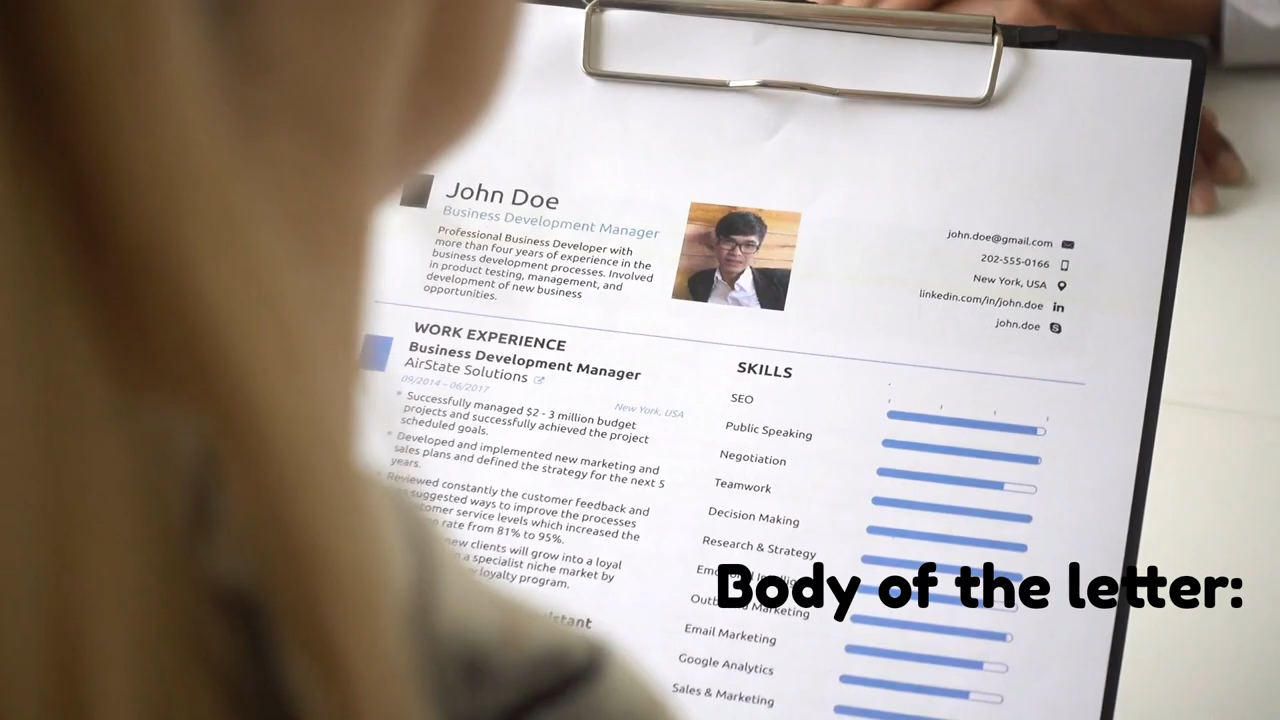 John Doe
Business Development Manager
Professional Business Developer with
more than four years of experience in the
business development processes. Involved
in product testing, management, and
development of new business
opportunities.
john.doe@gmail.com
202-555-0166
New York, USA
linkedin.com/in/john.doe
john.doe
WORK EXPERIENCE
Business Development Manager
AirState Solutions
09/2014 - 06/2017
New York, USA
Successfully managed $2 - 3 million budget
projects and successfully achieved the project
scheduled goals.
Developed and implemented new marketing and
sales plans and defined the strategy for the next 5
years.
Reviewed constantly the customer feedback and
suggested ways to improve the processes
customer service levels which increased the
rate from 81% to 95%.
new clients will grow into a loyal
a specialist niche market by
loyalty program.
SKILLS
SEO
Public Speaking
Negotiation
Teamwork
Decision Making
Research & Strategy
Marketing
Email Marketing
Google Analytics
Sales & Marketing
Body of the letter: